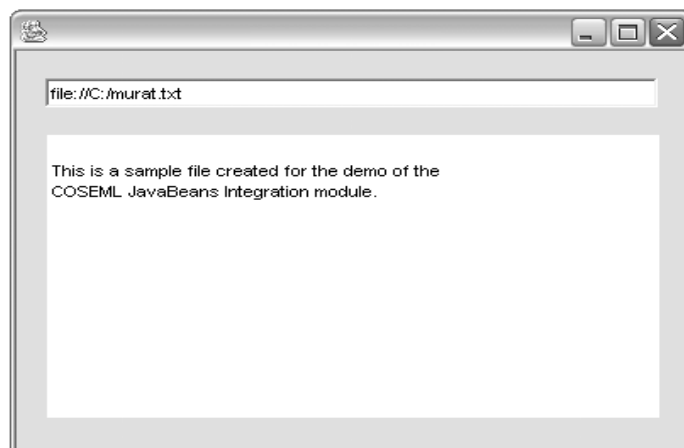 file://C:/murat.txt
This is a sample file created for the demo of the
COSEML JavaBeans Integration module.